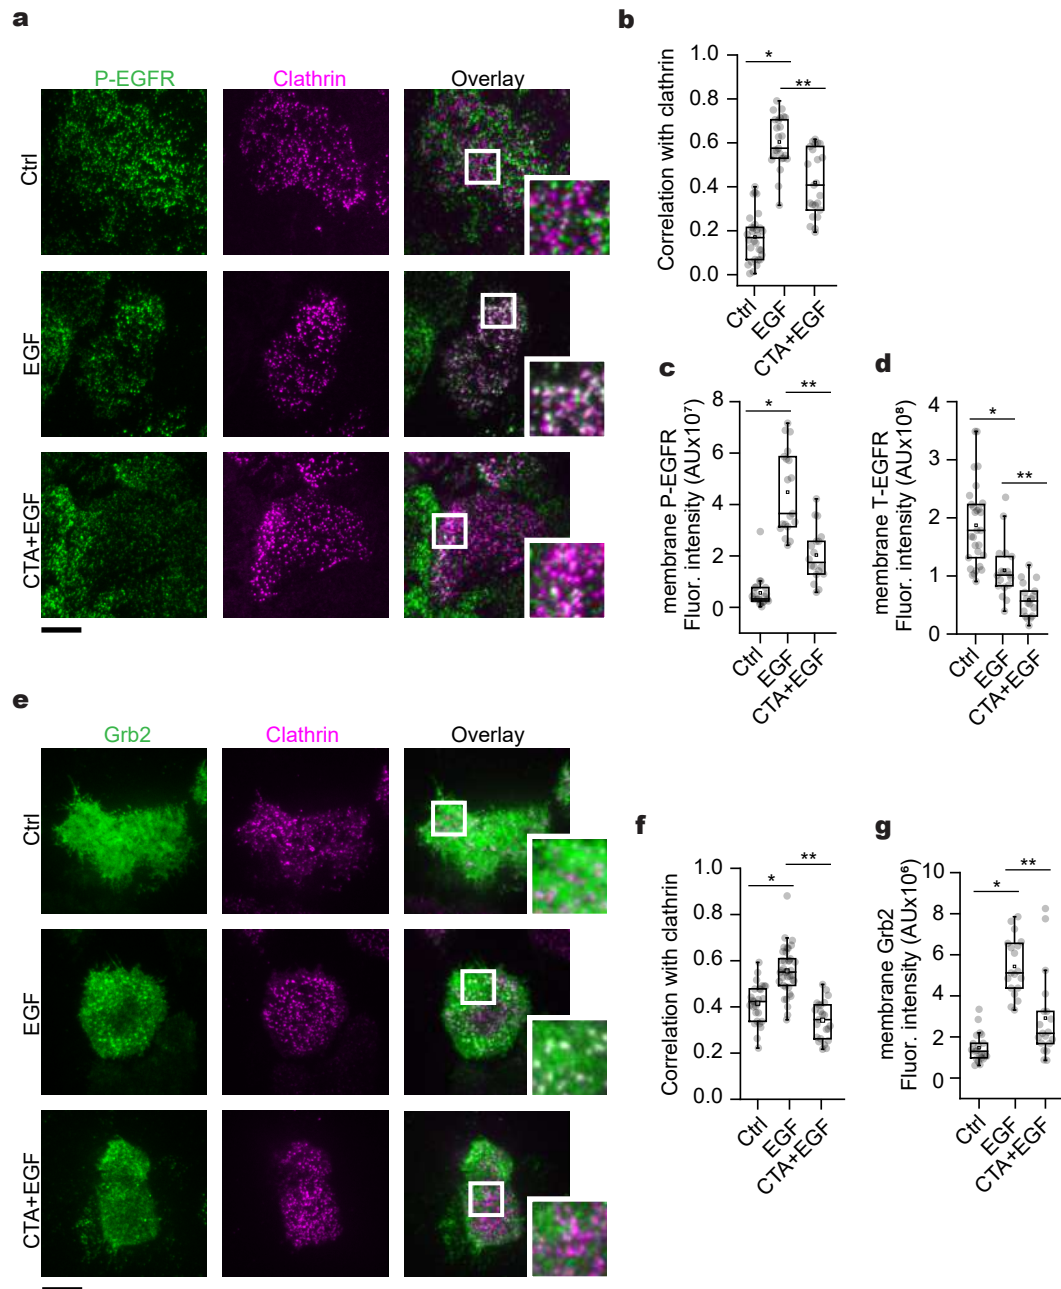 a
P-EGFR Clathrin Overlay
Ctrl
EGF
CTA+EGF
b
Correlation with clathrin
1.0
0.8
0.6
0.4
0.2
0.0
* **
Ctrl EGF CTA+EGF
c
membrane P-EGFR
Fluor. intensity (AUx10⁷)
8
6
4
2
0
* **
Ctrl EGF CTA+EGF
d
membrane T-EGFR
Fluor. intensity (AUx10⁸)
4
3
2
1
0
* **
Ctrl EGF CTA+EGF
e
Grb2 Clathrin Overlay
Ctrl
EGF
CTA+EGF
f
Correlation with clathrin
1.0
0.8
0.6
0.4
0.2
0.0
* **
Ctrl EGF CTA+EGF
g
membrane Grb2
Fluor. intensity (AUx10⁶)
10
8
6
4
2
0
* **
Ctrl EGF CTA+EGF